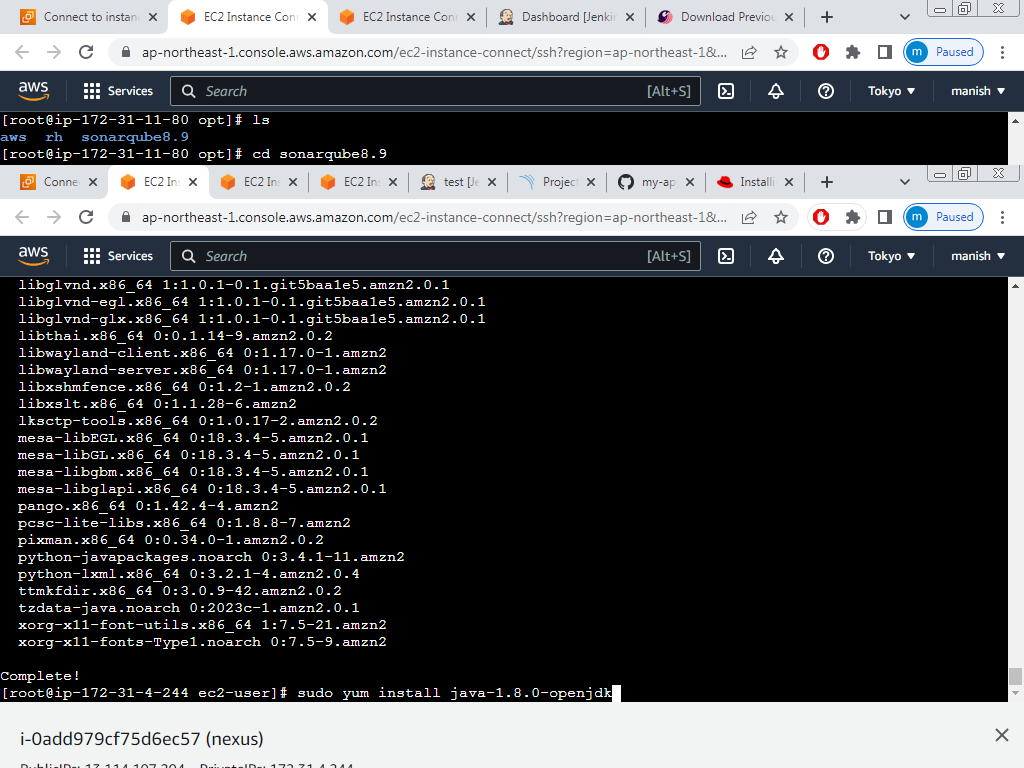 Connect to instan
EC2 Instance Conn
EC2 Instance Conn
Dashboard [Jenki
Download Previou
ap-northeast-1.console.aws.amazon.com/ec2-instance-connect/ssh?region=ap-northeast-1&...
m Paused
aws
Services
Search
[Alt+S]
Tokyo ▼
manish ▼
[root@ip-172-31-11-80 opt]# ls
aws rh sonarqube8.9
[root@ip-172-31-11-80 opt]# cd sonarqube8.9
Conne
EC2 In
EC2 In
EC2 In
test [Je
Project
my-ap
Installi
ap-northeast-1.console.aws.amazon.com/ec2-instance-connect/ssh?region=ap-northeast-1&...
m Paused
aws
Services
Search
[Alt+S]
Tokyo ▼
manish ▼
libglvnd.x86_64 1:1.0.1-0.1.git5baa1e5.amzn2.0.1
libglvnd-egl.x86_64 1:1.0.1-0.1.git5baa1e5.amzn2.0.1
libglvnd-glx.x86_64 1:1.0.1-0.1.git5baa1e5.amzn2.0.1
libthai.x86_64 0:0.1.14-9.amzn2.0.2
libwayland-client.x86_64 0:1.17.0-1.amzn2
libwayland-server.x86_64 0:1.17.0-1.amzn2
libxshmfence.x86_64 0:1.2-1.amzn2.0.2
libxslt.x86_64 0:1.1.28-6.amzn2
lksctp-tools.x86_64 0:1.0.17-2.amzn2.0.2
mesa-libEGL.x86_64 0:18.3.4-5.amzn2.0.1
mesa-libGL.x86_64 0:18.3.4-5.amzn2.0.1
mesa-libgbm.x86_64 0:18.3.4-5.amzn2.0.1
mesa-libglapi.x86_64 0:18.3.4-5.amzn2.0.1
pango.x86_64 0:1.42.4-4.amzn2
pcsc-lite-libs.x86_64 0:1.8.8-7.amzn2
pixman.x86_64 0:0.34.0-1.amzn2.0.2
python-javapackages.noarch 0:3.4.1-11.amzn2
python-lxml.x86_64 0:3.2.1-4.amzn2.0.4
ttmkfdir.x86_64 0:3.0.9-42.amzn2.0.2
tzdata-java.noarch 0:2023c-1.amzn2.0.1
xorg-x11-font-utils.x86_64 1:7.5-21.amzn2
xorg-x11-fonts-Type1.noarch 0:7.5-9.amzn2
Complete!
[root@ip-172-31-4-244 ec2-user]# sudo yum install java-1.8.0-openjdk
i-0add979cf75d6ec57 (nexus)
PublicIPs: 13.114.107.204 PrivateIPs: 172.31.4.244